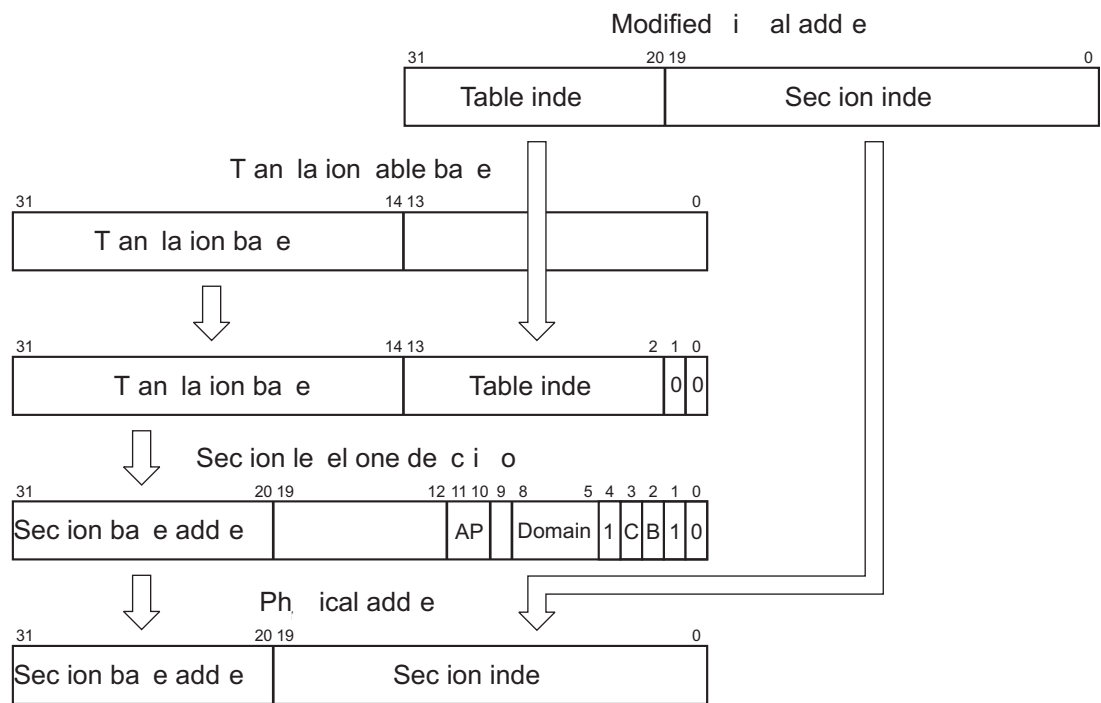 Modified i al add e
31 20 19 0
Table inde Sec ion inde
T an la ion able ba e
31 14 13 0
T an la ion ba e
31 14 13 2 1 0
T an la ion ba e Table inde 0 0
Sec ion le el one de c i o
31 20 19 12 11 10 9 8 5 4 3 2 1 0
Sec ion ba e add e AP Domain 1 C B 1 0
Ph, ical add e
31 20 19 0
Sec ion ba e add e Sec ion inde